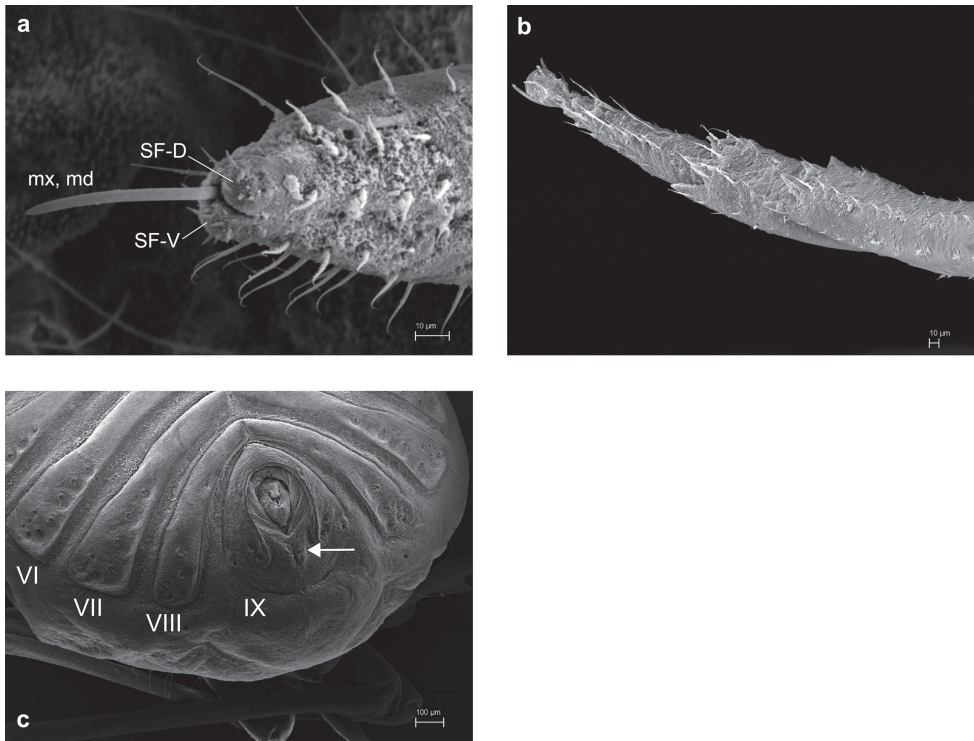 a
SF-D
mx, md
SF-V
10 µm
b
10 µm
VI
VII
VIII
IX
c
100 µm